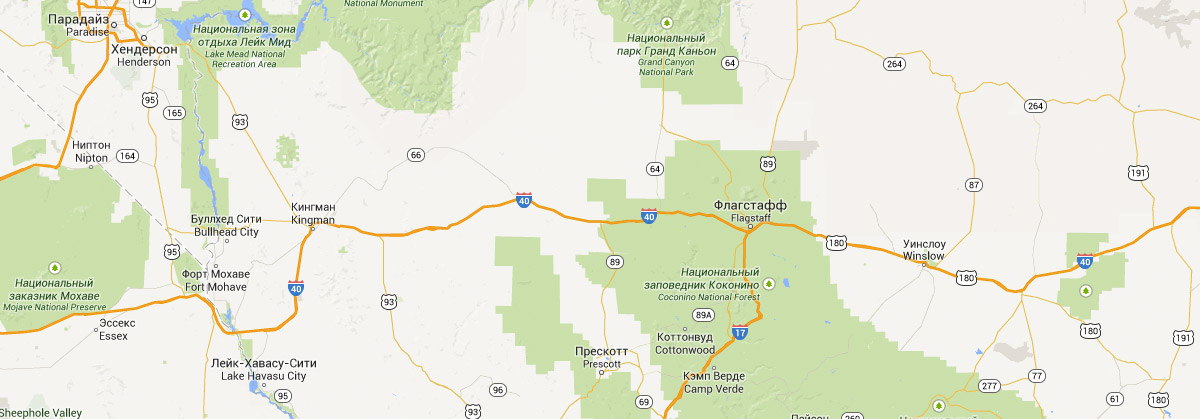 147
National Monument
Парадайз
Paradise
Хендерсон
Henderson
Национальная зона
отдыха Лейк Мид
Lake Mead National
Recreation Area
Национальный
парк Гранд Каньон
Grand Canyon
National Park
64
264
264
95
165
93
Ниптон
Nipton
164
66
64
89
191
87
180
Кингман
Kingman
40
40
Флагстафф
Flagstaff
Буллхед Сити
Bullhead City
180
Уинслоу
Winslow
180
40
95
Форт Мохаве
Fort Mohave
40
89
Национальный
заповедник Коконино
Coconino National Forest
Национальный
заказник Мохаве
Mojave National Preserve
93
89A
17
Эссекс
Essex
Коттонвуд
Cottonwood
180
191
Прескотт
Prescott
Лейк-Хавасу-Сити
Lake Havasu City
Кэмп Верде
Camp Verde
95
96
93
69
277
77
61
180
260
Sheephole Valley